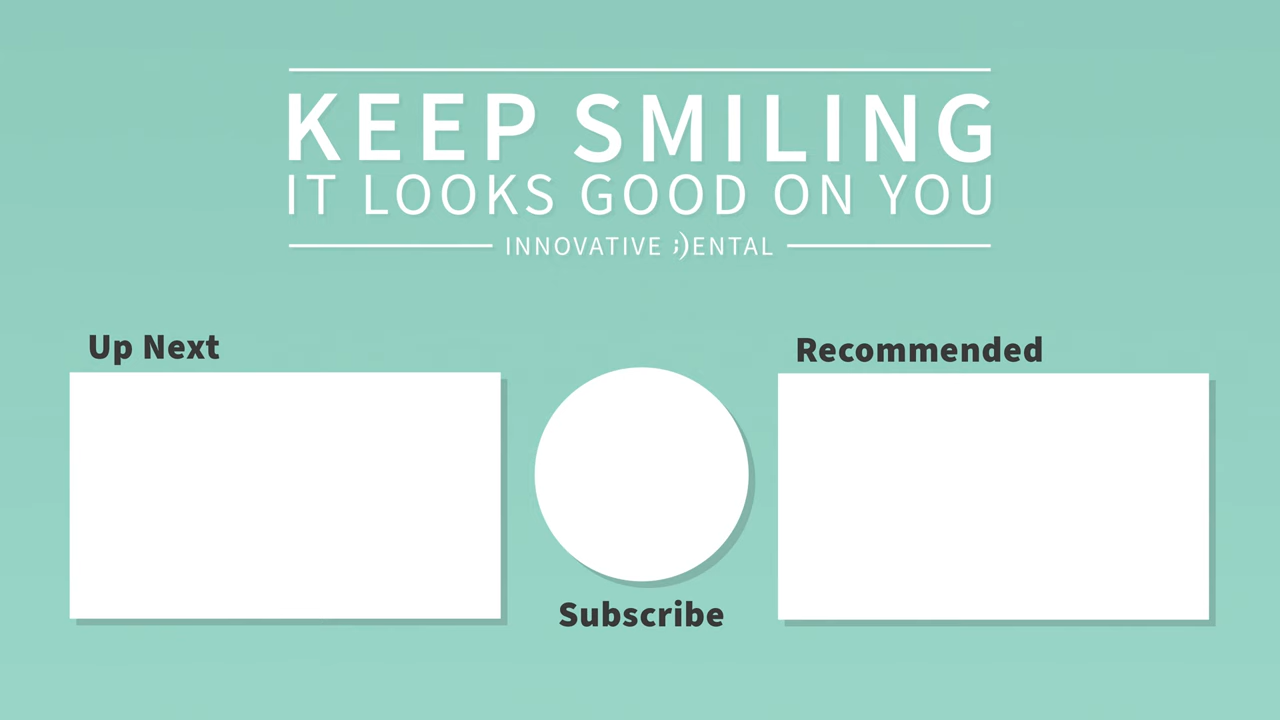 KEEP SMILING
IT LOOKS GOOD ON YOU
INNOVATIVE ;)ENTAL
Up Next
Recommended
Subscribe